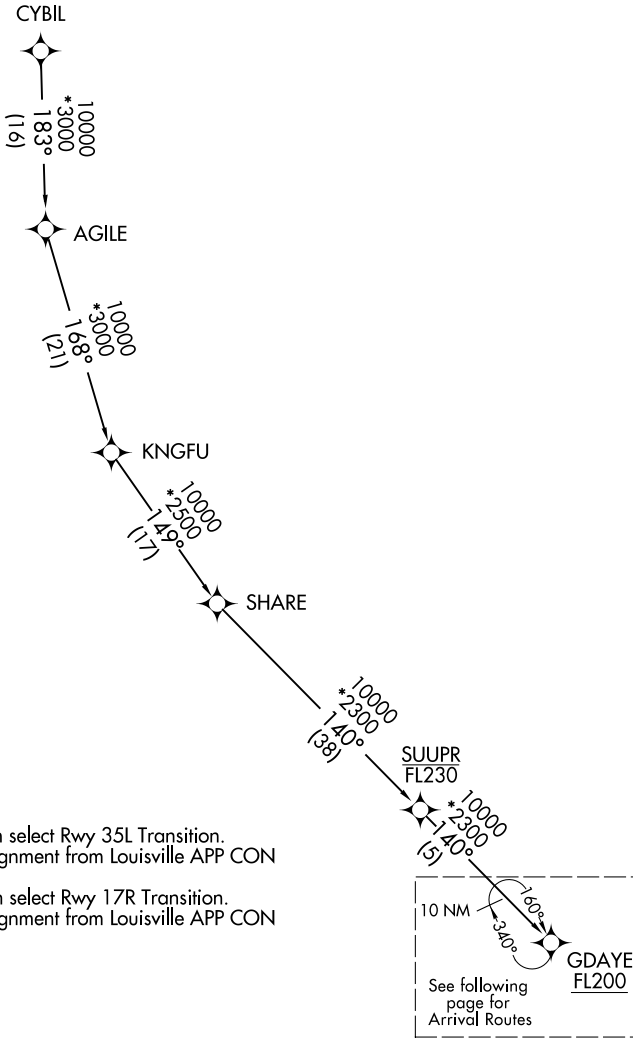 CYBIL
10000
*3000
183°
(16)
AGILE
10000
*3000
168°
(21)
KNGFU
10000
*2500
149°
(17)
SHARE
10000
*2300
140°
(38)
SUUPR
FL230
10000
*2300
140°
(5)
select Rwy 35L Transition.
gnment from Louisville APP CON
select Rwy 17R Transition.
gnment from Louisville APP CON
10 NM
160°
340°
GDAYE
FL200
See following
page for
Arrival Routes